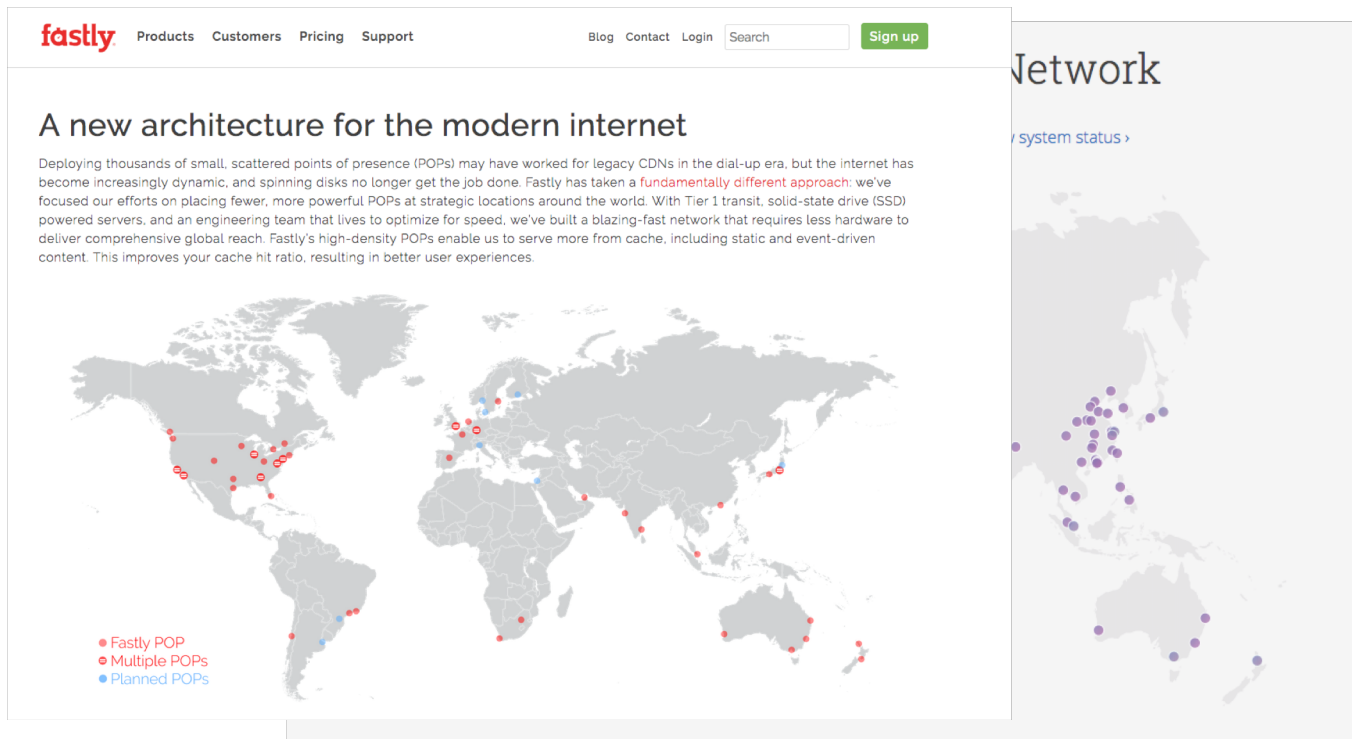 fastly
Products Customers Pricing Support
Blog Contact Login Search Sign up
A new architecture for the modern internet
Deploying thousands of small, scattered points of presence (POPs) may have worked for legacy CDNs in the dial-up era, but the internet has
become increasingly dynamic, and spinning disks no longer get the job done. Fastly has taken a fundamentally different approach: we've
focused our efforts on placing fewer, more powerful POPs at strategic locations around the world. With Tier 1 transit, solid-state drive (SSD)
powered servers, and an engineering team that lives to optimize for speed, we've built a blazing-fast network that requires less hardware to
deliver comprehensive global reach. Fastly's high-density POPs enable us to serve more from cache, including static and event-driven
content. This improves your cache hit ratio, resulting in better user experiences.
Fastly POP
Multiple POPs
Planned POPs
Network
system status ›